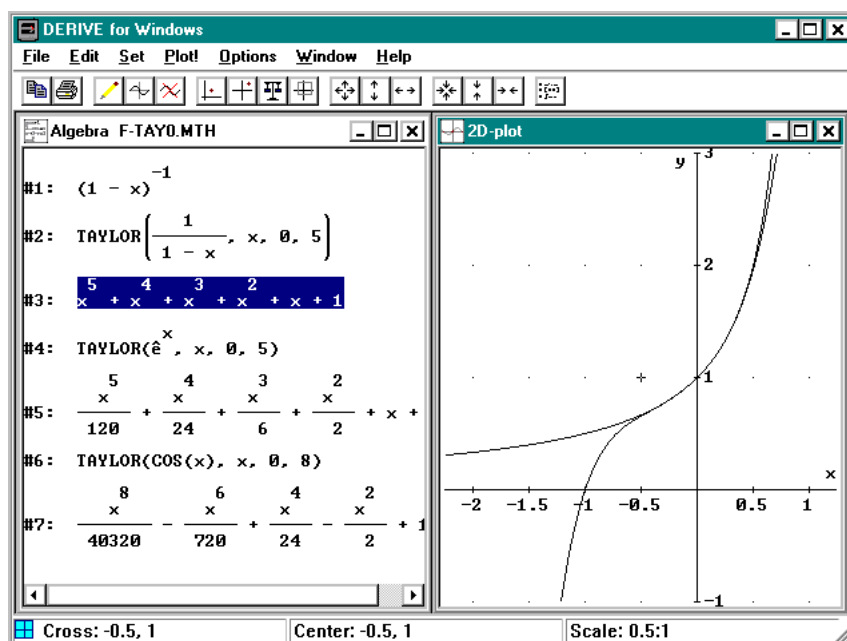 DERIVE for Windows
File Edit Set Plot! Options Window Help
Algebra F-TAY0.MTH
#1: (1 - x)^-1
#2: TAYLOR(1/(1 - x), x, 0, 5)
#3: x^5 + x^4 + x^3 + x^2 + x + 1
#4: TAYLOR(ê^x, x, 0, 5)
#5: x^5/120 + x^4/24 + x^3/6 + x^2/2 + x +
#6: TAYLOR(COS(x), x, 0, 8)
#7: x^8/40320 - x^6/720 + x^4/24 - x^2/2 + 1
2D-plot
y 3
2
1
x
-2 -1.5 -1 -0.5 0.5 1
-1
Cross: -0.5, 1 Center: -0.5, 1 Scale: 0.5:1